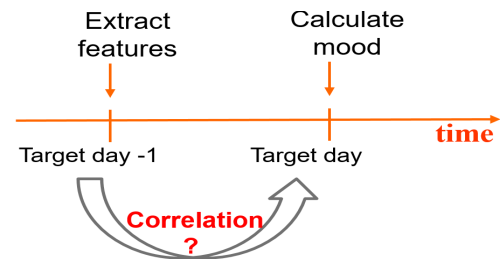 Extract
features
Calculate
mood
time
Target day -1
Target day
Correlation
?